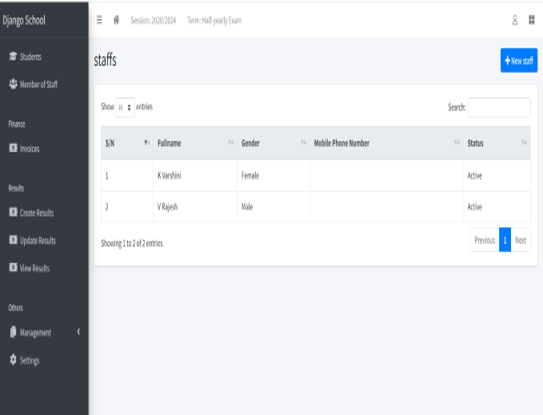 Django School
Session: 2020/2024 Term: Half-yearly Exam
Students
Member of Staff
Finance
Invoices
Results
Create Results
Update Results
View Results
Others
Management
Settings
staffs
New staff
Show entries
Search:
S/N Fullname Gender Mobile Phone Number Status
1 K Varshini Female Active
2 V Rajesh Male Active
Showing 1 to 2 of 2 entries
Previous 1 Next